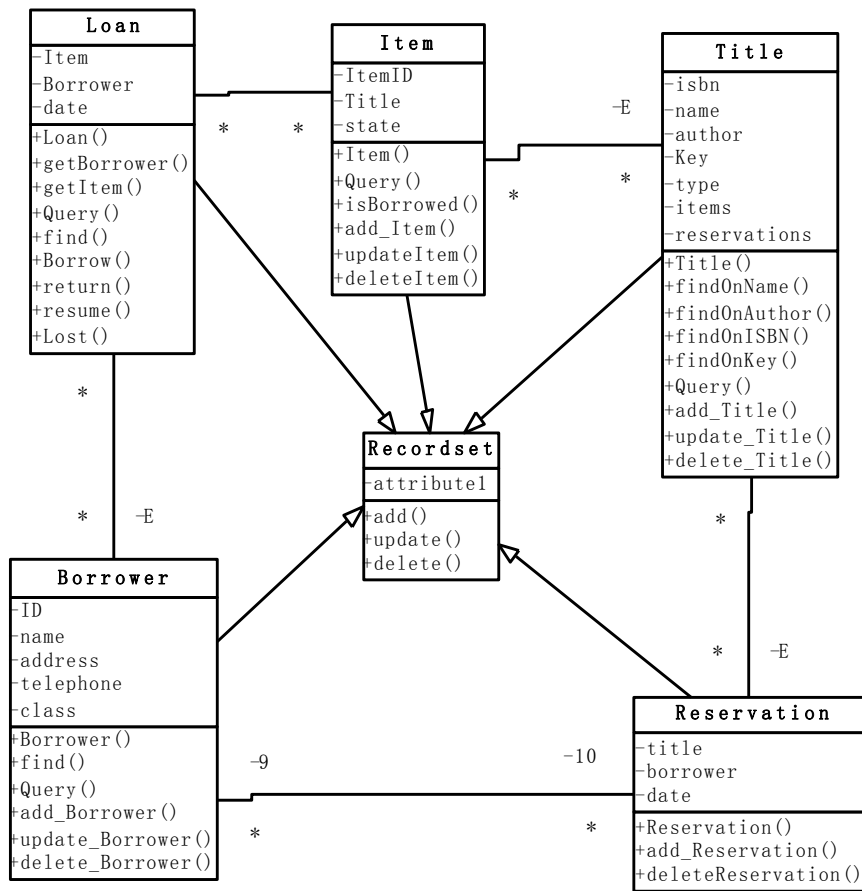 Loan
-Item
-Borrower
-date
+Loan()
+getBorrower()
+getItem()
+Query()
+find()
+Borrow()
+return()
+resume()
+Lost()
*
*
Item
-ItemID
-Title
-state
+Item()
+Query()
+isBorrowed()
+add_Item()
+updateItem()
+deleteItem()
-E
*
*
Title
-isbn
-name
-author
-Key
-type
-items
-reservations
+Title()
+findOnName()
+findOnAuthor()
+findOnISBN()
+findOnKey()
+Query()
+add_Title()
+update_Title()
+delete_Title()
*
*
-E
Recordset
-attribute1
+add()
+update()
+delete()
*
*
-E
Borrower
-ID
-name
-address
-telephone
-class
+Borrower()
+find()
+Query()
+add_Borrower()
+update_Borrower()
+delete_Borrower()
-9
-10
*
*
Reservation
-title
-borrower
-date
+Reservation()
+add_Reservation()
+deleteReservation()